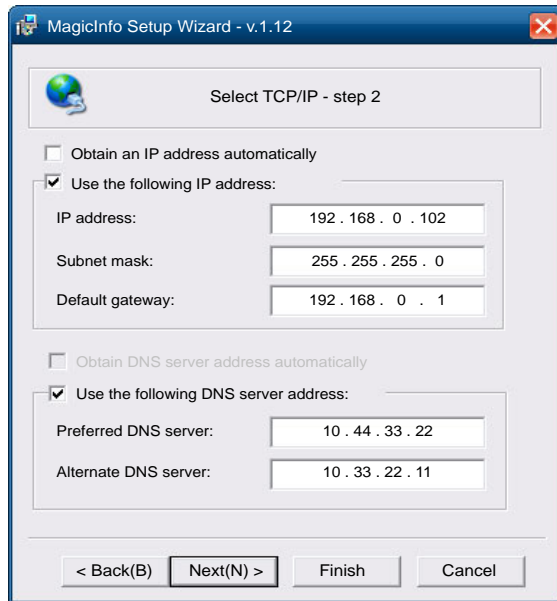 MagicInfo Setup Wizard - v.1.12
Select TCP/IP - step 2
Obtain an IP address automatically
Use the following IP address:
IP address: 192 . 168 . 0 . 102
Subnet mask: 255 . 255 . 255 . 0
Default gateway: 192 . 168 . 0 . 1
Obtain DNS server address automatically
Use the following DNS server address:
Preferred DNS server: 10 . 44 . 33 . 22
Alternate DNS server: 10 . 33 . 22 . 11
< Back(B) Next(N) > Finish Cancel